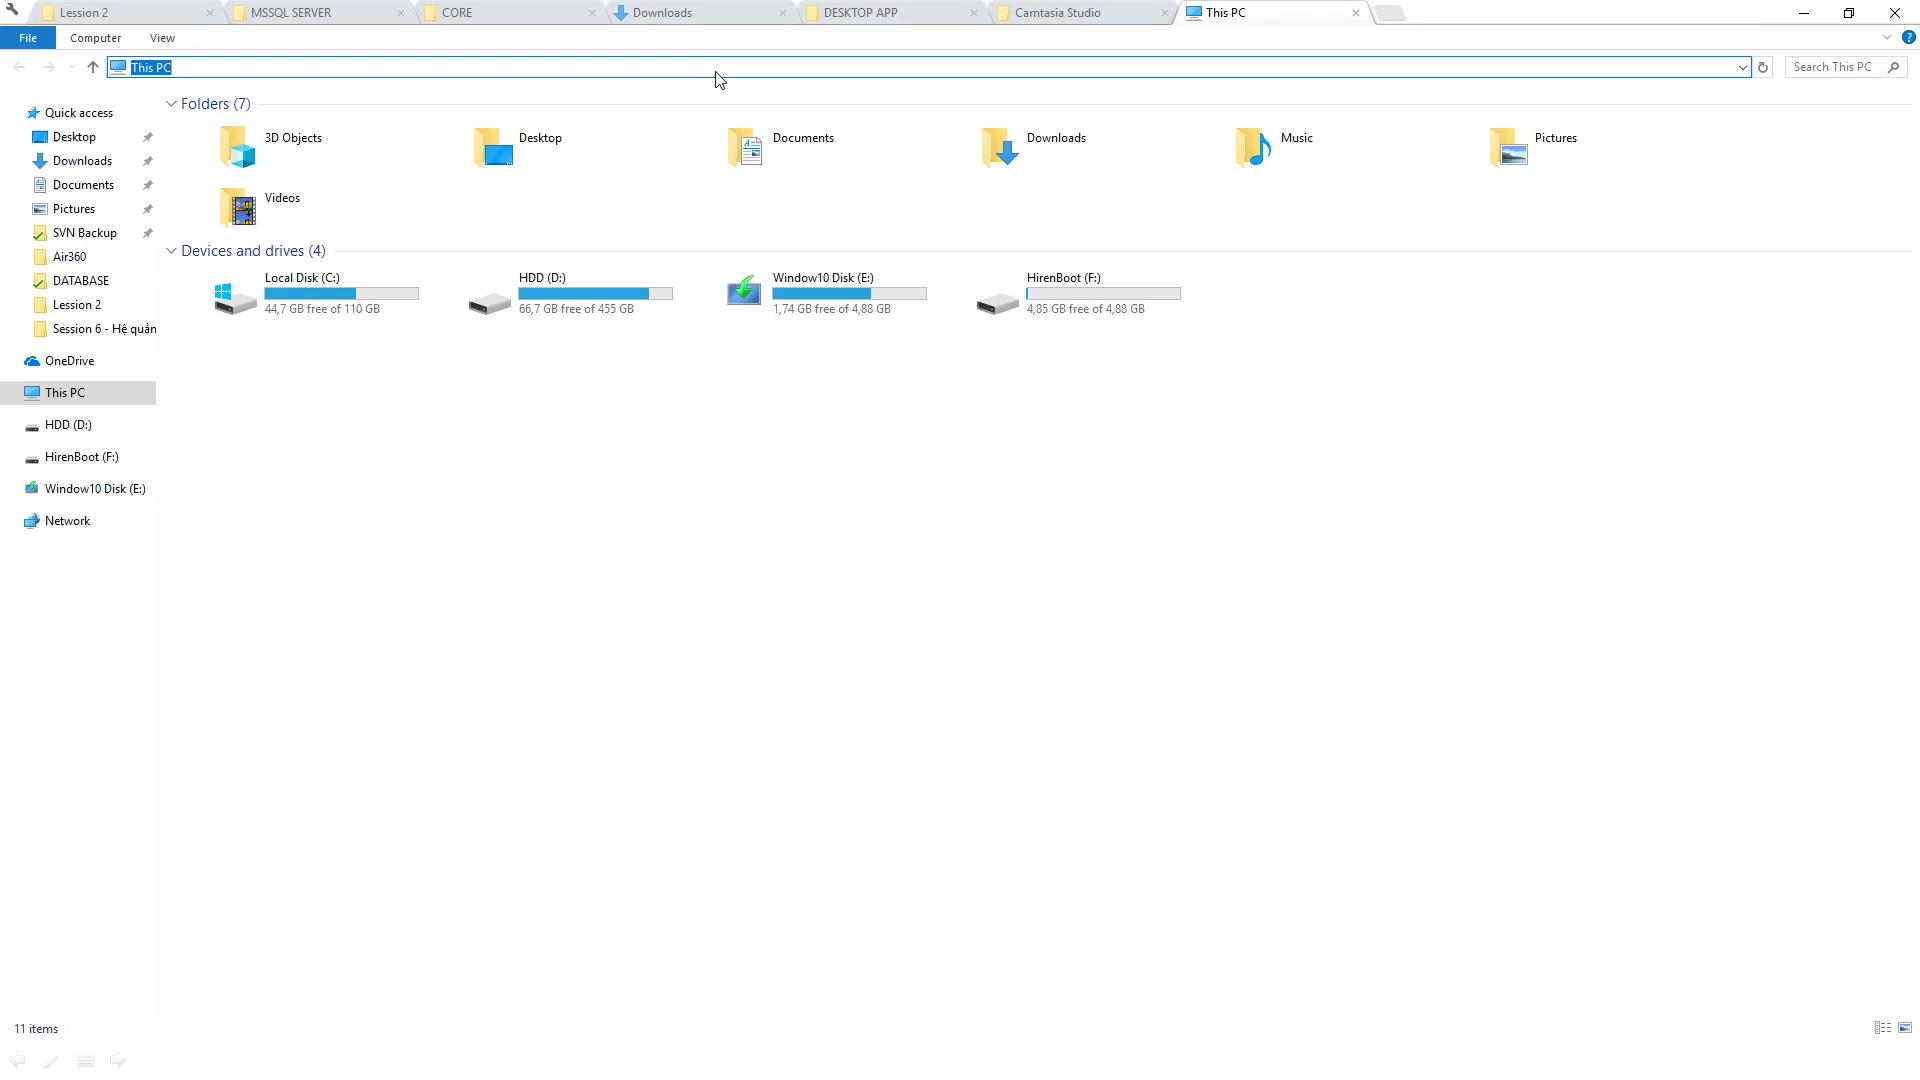 Lession 2
MSSQL SERVER
CORE
Downloads
DESKTOP APP
Camtasia Studio
This PC
File
Computer
View
This PC
Search This PC
Quick access
Desktop
Downloads
Documents
Pictures
SVN Backup
Air360
DATABASE
Lession 2
Session 6 - Hệ quản
OneDrive
This PC
HDD (D:)
HirenBoot (F:)
Window10 Disk (E:)
Network
Folders (7)
3D Objects
Desktop
Documents
Downloads
Music
Pictures
Videos
Devices and drives (4)
Local Disk (C:)
44,7 GB free of 110 GB
HDD (D:)
66,7 GB free of 455 GB
Window10 Disk (E:)
1,74 GB free of 4,88 GB
HirenBoot (F:)
4,85 GB free of 4,88 GB
11 items